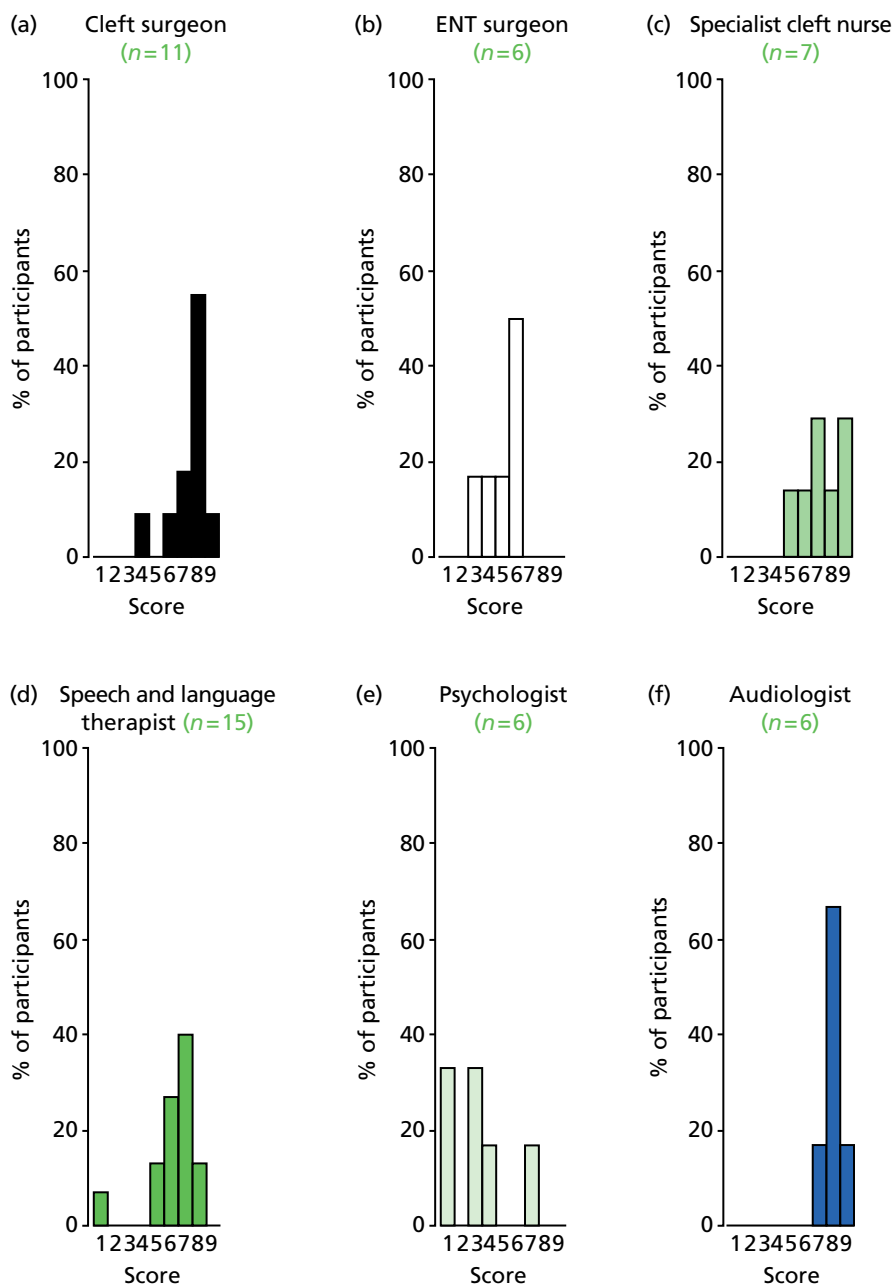 (a) Cleft surgeon
(n=11)
100
80
60
40
20
0
% of participants
123456789
Score
(b) ENT surgeon
(n=6)
100
80
60
40
20
0
% of participants
123456789
Score
(c) Specialist cleft nurse
(n=7)
100
80
60
40
20
0
% of participants
123456789
Score
(d) Speech and language
therapist (n=15)
100
80
60
40
20
0
% of participants
123456789
Score
(e) Psychologist
(n=6)
100
80
60
40
20
0
% of participants
123456789
Score
(f) Audiologist
(n=6)
100
80
60
40
20
0
% of participants
123456789
Score